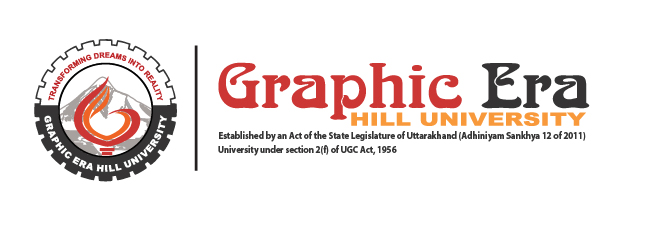 TRANSFORMING DREAMS INTO REALITY
GRAPHIC ERA HILL UNIVERSITY
Graphic Era
HILL UNIVERSITY
Established by an Act of the State Legislature of Uttarakhand (Adhiniyam Sankhya 12 of 2011)
University under section 2(f) of UGC Act, 1956